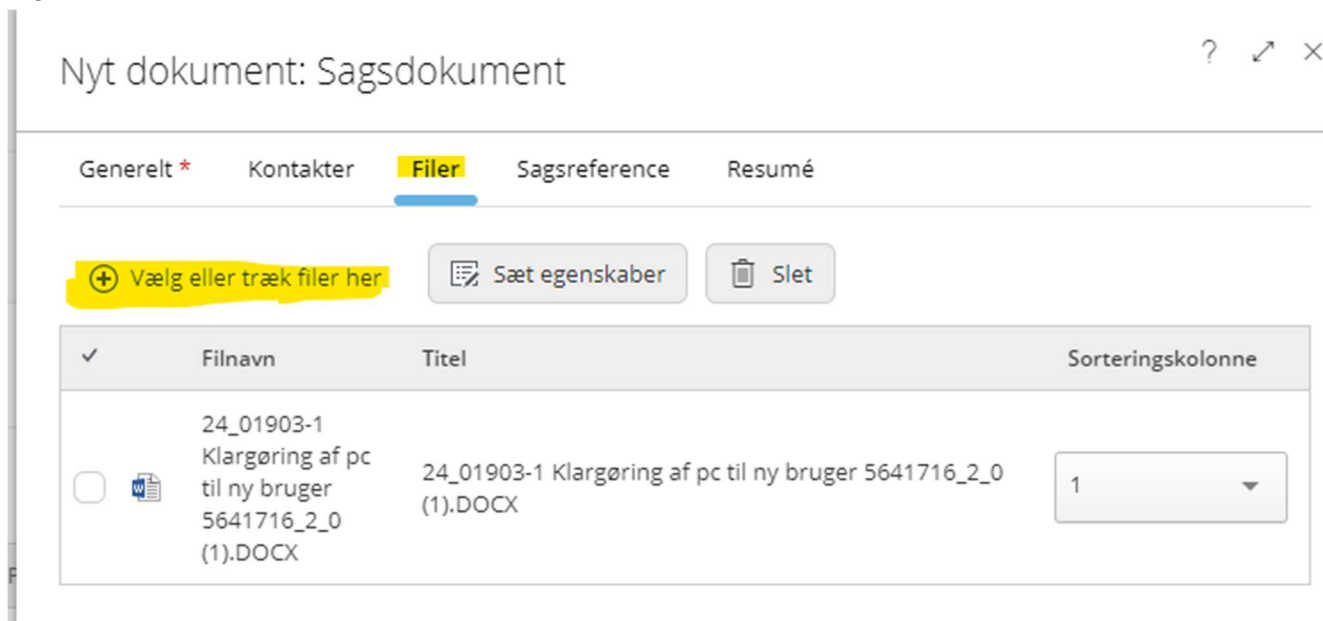 Nyt dokument: Sagsdokument
?
Generelt * Kontakter Filer Sagsreference Resumé
Vælg eller træk filer her Sæt egenskaber Slet
Filnavn Titel Sorteringskolonne
24_01903-1
Klargøring af pc
til ny bruger
5641716_2_0
(1).DOCX
24_01903-1 Klargøring af pc til ny bruger 5641716_2_0
(1).DOCX
1